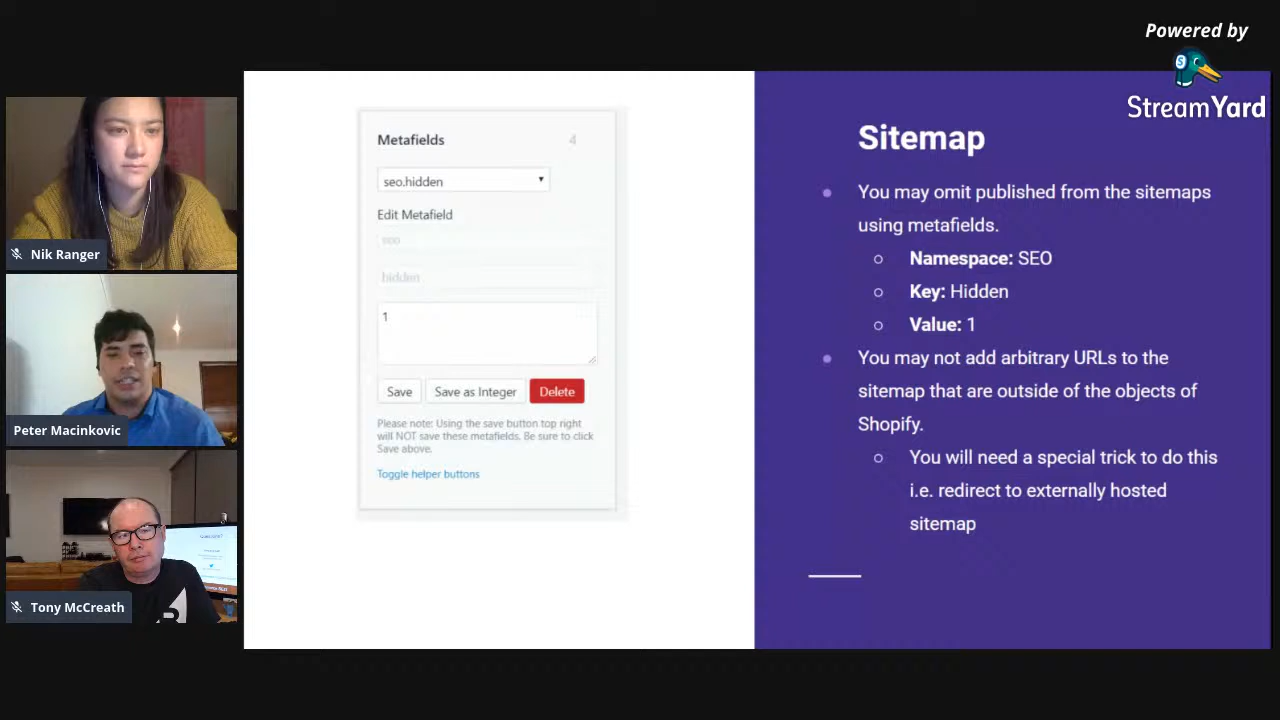 Powered by
StreamYard
Nik Ranger
Peter Macinkovic
Tony McCreath
Metafields 4
seo.hidden
Edit Metafield
seo
hidden
1
Save Save as Integer Delete
Please note: Using the save button top right
will NOT save these metafields. Be sure to click
Save above.
Toggle helper buttons
Sitemap
You may omit published from the sitemaps
using metafields.
Namespace: SEO
Key: Hidden
Value: 1
You may not add arbitrary URLs to the
sitemap that are outside of the objects of
Shopify.
You will need a special trick to do this
i.e. redirect to externally hosted
sitemap